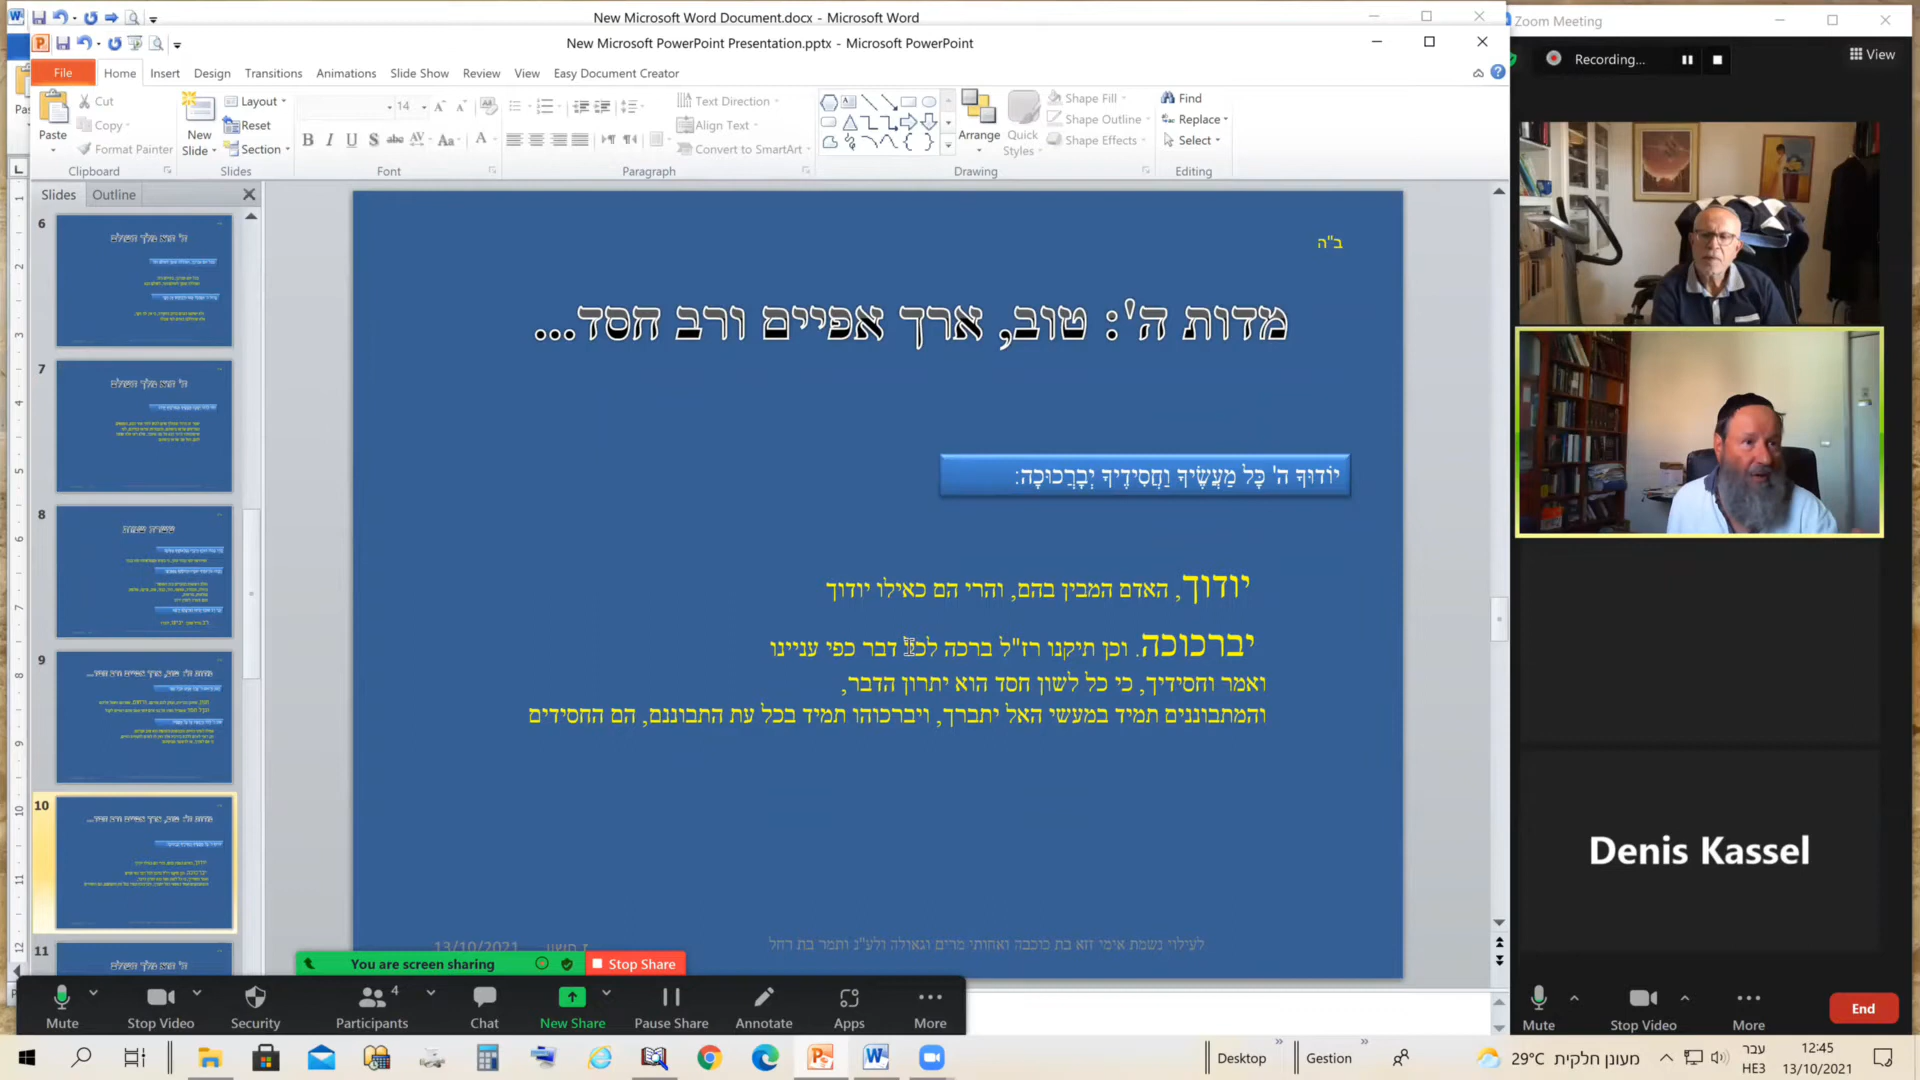 New Microsoft Word Document.docx - Microsoft Word
New Microsoft PowerPoint Presentation.pptx - Microsoft PowerPoint
File Home Insert Design Transitions Animations Slide Show Review View Easy Document Creator
Paste
Cut
Copy
Format Painter
Clipboard
New Slide
Layout
Reset
Section
Slides
14
Font
Text Direction
Align Text
Convert to SmartArt
Paragraph
Arrange
Quick Styles
Shape Fill
Shape Outline
Shape Effects
Drawing
Find
Replace
Select
Editing
Slides Outline
6
7
8
9
10
11
ב"ה
מדות ה': טוב, ארך אפיים ורב חסד...
יוֹדוּךָ ה' כָּל מַעֲשֶׂיךָ וַחֲסִידֶיךָ יְבָרֲכוּכָה:
יודוך, האדם המבין בהם, והרי הם כאילו יודוך
יברכוכה. וכן תיקנו רז"ל ברכה לכל דבר כפי עניינו
ואמר וחסידיך, כי כל לשון חסד הוא יתרון הדבר,
והמתבוננים תמיד במעשי האל יתברך, ויברכוהו תמיד בכל עת התבוננם, הם החסידים
13/10/2021
לעילוי נשמת אימי זזא בת כוכבה ואחותי מרים וגאולה ולע"נ ותמר בת רחל
You are screen sharing Stop Share
Mute Stop Video Security Participants 4 Chat New Share Pause Share Annotate Apps More
Zoom Meeting
Recording...
View
Denis Kassel
Mute Stop Video More End
Desktop Gestion
29°C מעונן חלקית
עבר
HE3
12:45
13/10/2021